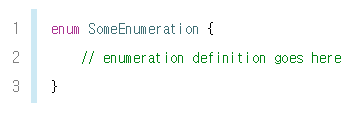 1 enum SomeEnumeration {
2     // enumeration definition goes here
3 }